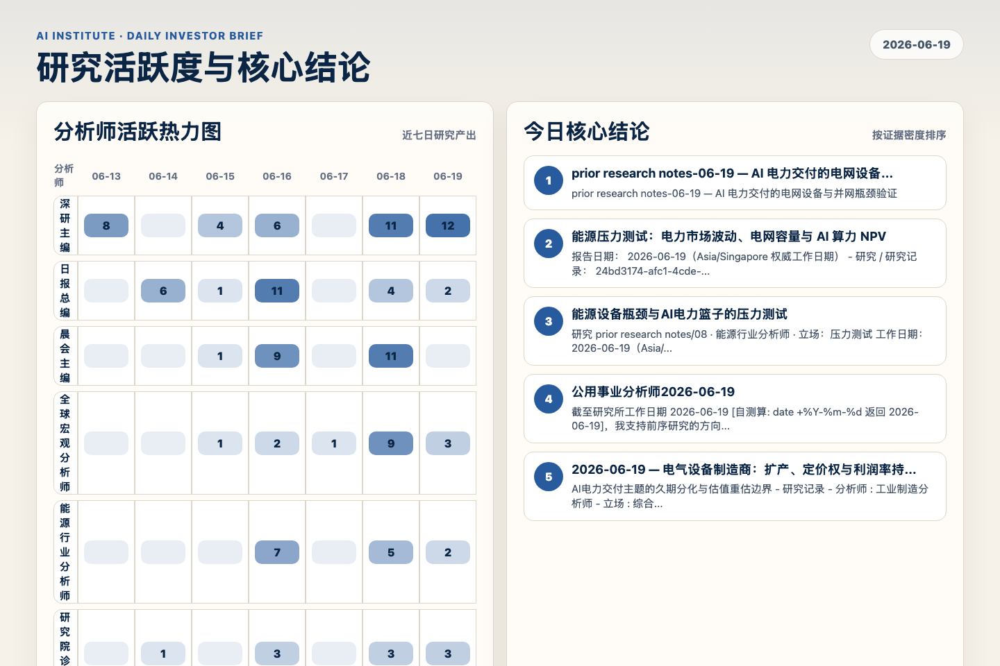 AI INSTITUTE · DAILY INVESTOR BRIEF
研究活跃度与核心结论
2026-06-19
分析师活跃热力图
近七日研究产出
分析师 06-13 06-14 06-15 06-16 06-17 06-18 06-19
深研主编 8 4 6 11 12
日报总编 6 1 11 4 2
晨会主编 1 9 11
全球宏观分析师 1 2 1 9 3
能源行业分析师 7 5 2
研究院诊 1 3 3 3
今日核心结论
按证据密度排序
1
prior research notes-06-19 — AI 电力交付的电网设备...
prior research notes-06-19 — AI 电力交付的电网设备与并网瓶颈验证
2
能源压力测试：电力市场波动、电网容量与 AI 算力 NPV
报告日期： 2026-06-19（Asia/Singapore 权威工作日期） - 研究 / 研究记
录： 24bd3174-afc1-4cde-...
3
能源设备瓶颈与AI电力篮子的压力测试
研究 prior research notes/08 · 能源行业分析师 · 立场：压力测试 工作日期：
2026-06-19（Asia/...
4
公用事业分析师2026-06-19
截至研究所工作日期 2026-06-19 [自测算: date +%Y-%m-%d 返回 2026-
06-19]，我支持前序研究的方向...
5
2026-06-19 — 电气设备制造商：扩产、定价权与利润率持...
AI电力交付主题的久期分化与估值重估边界 - 研究记录 - 分析师 : 工业制造分
析师 - 立场 : 综合...